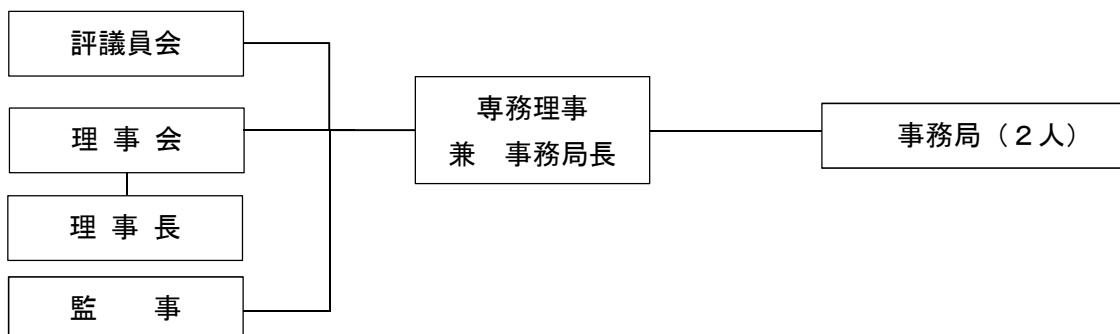 評議員会
理 事 会
理 事 長
監　　事
専務理事
兼　事務局長
事務局（２人）